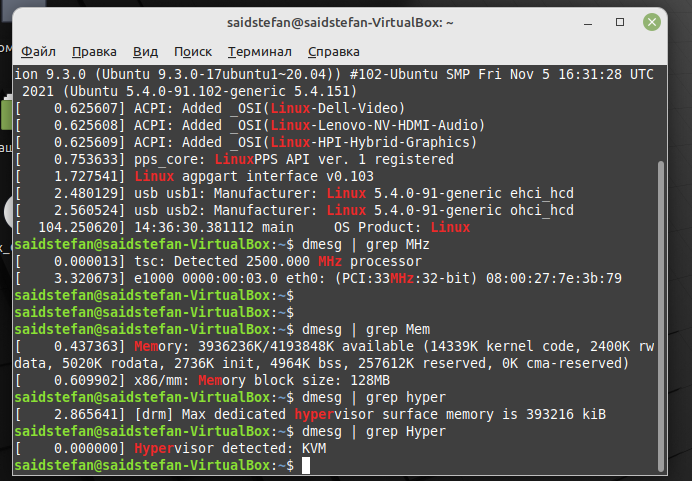 saidstefan@saidstefan-VirtualBox: ~
Файл Правка Вид Поиск Терминал Справка
ion 9.3.0 (Ubuntu 9.3.0-17ubuntu1~20.04)) #102-Ubuntu SMP Fri Nov 5 16:31:28 UTC
2021 (Ubuntu 5.4.0-91.102-generic 5.4.151)
[    0.625607] ACPI: Added _OSI(Linux-Dell-Video)
[    0.625608] ACPI: Added _OSI(Linux-Lenovo-NV-HDMI-Audio)
[    0.625609] ACPI: Added _OSI(Linux-HPI-Hybrid-Graphics)
[    0.753633] pps_core: LinuxPPS API ver. 1 registered
[    1.727541] Linux agpgart interface v0.103
[    2.480129] usb usb1: Manufacturer: Linux 5.4.0-91-generic ehci_hcd
[    2.560524] usb usb2: Manufacturer: Linux 5.4.0-91-generic ohci_hcd
[  104.250620] 14:36:30.381112 main     OS Product: Linux
saidstefan@saidstefan-VirtualBox:~$ dmesg | grep MHz
[    0.000013] tsc: Detected 2500.000 MHz processor
[    3.320673] e1000 0000:00:03.0 eth0: (PCI:33MHz:32-bit) 08:00:27:7e:3b:79
saidstefan@saidstefan-VirtualBox:~$
saidstefan@saidstefan-VirtualBox:~$
saidstefan@saidstefan-VirtualBox:~$ dmesg | grep Mem
[    0.437363] Memory: 3936236K/4193848K available (14339K kernel code, 2400K rw
data, 5020K rodata, 2736K init, 4964K bss, 257612K reserved, 0K cma-reserved)
[    0.609902] x86/mm: Memory block size: 128MB
saidstefan@saidstefan-VirtualBox:~$ dmesg | grep hyper
[    2.865641] [drm] Max dedicated hypervisor surface memory is 393216 kiB
saidstefan@saidstefan-VirtualBox:~$ dmesg | grep Hyper
[    0.000000] Hypervisor detected: KVM
saidstefan@saidstefan-VirtualBox:~$